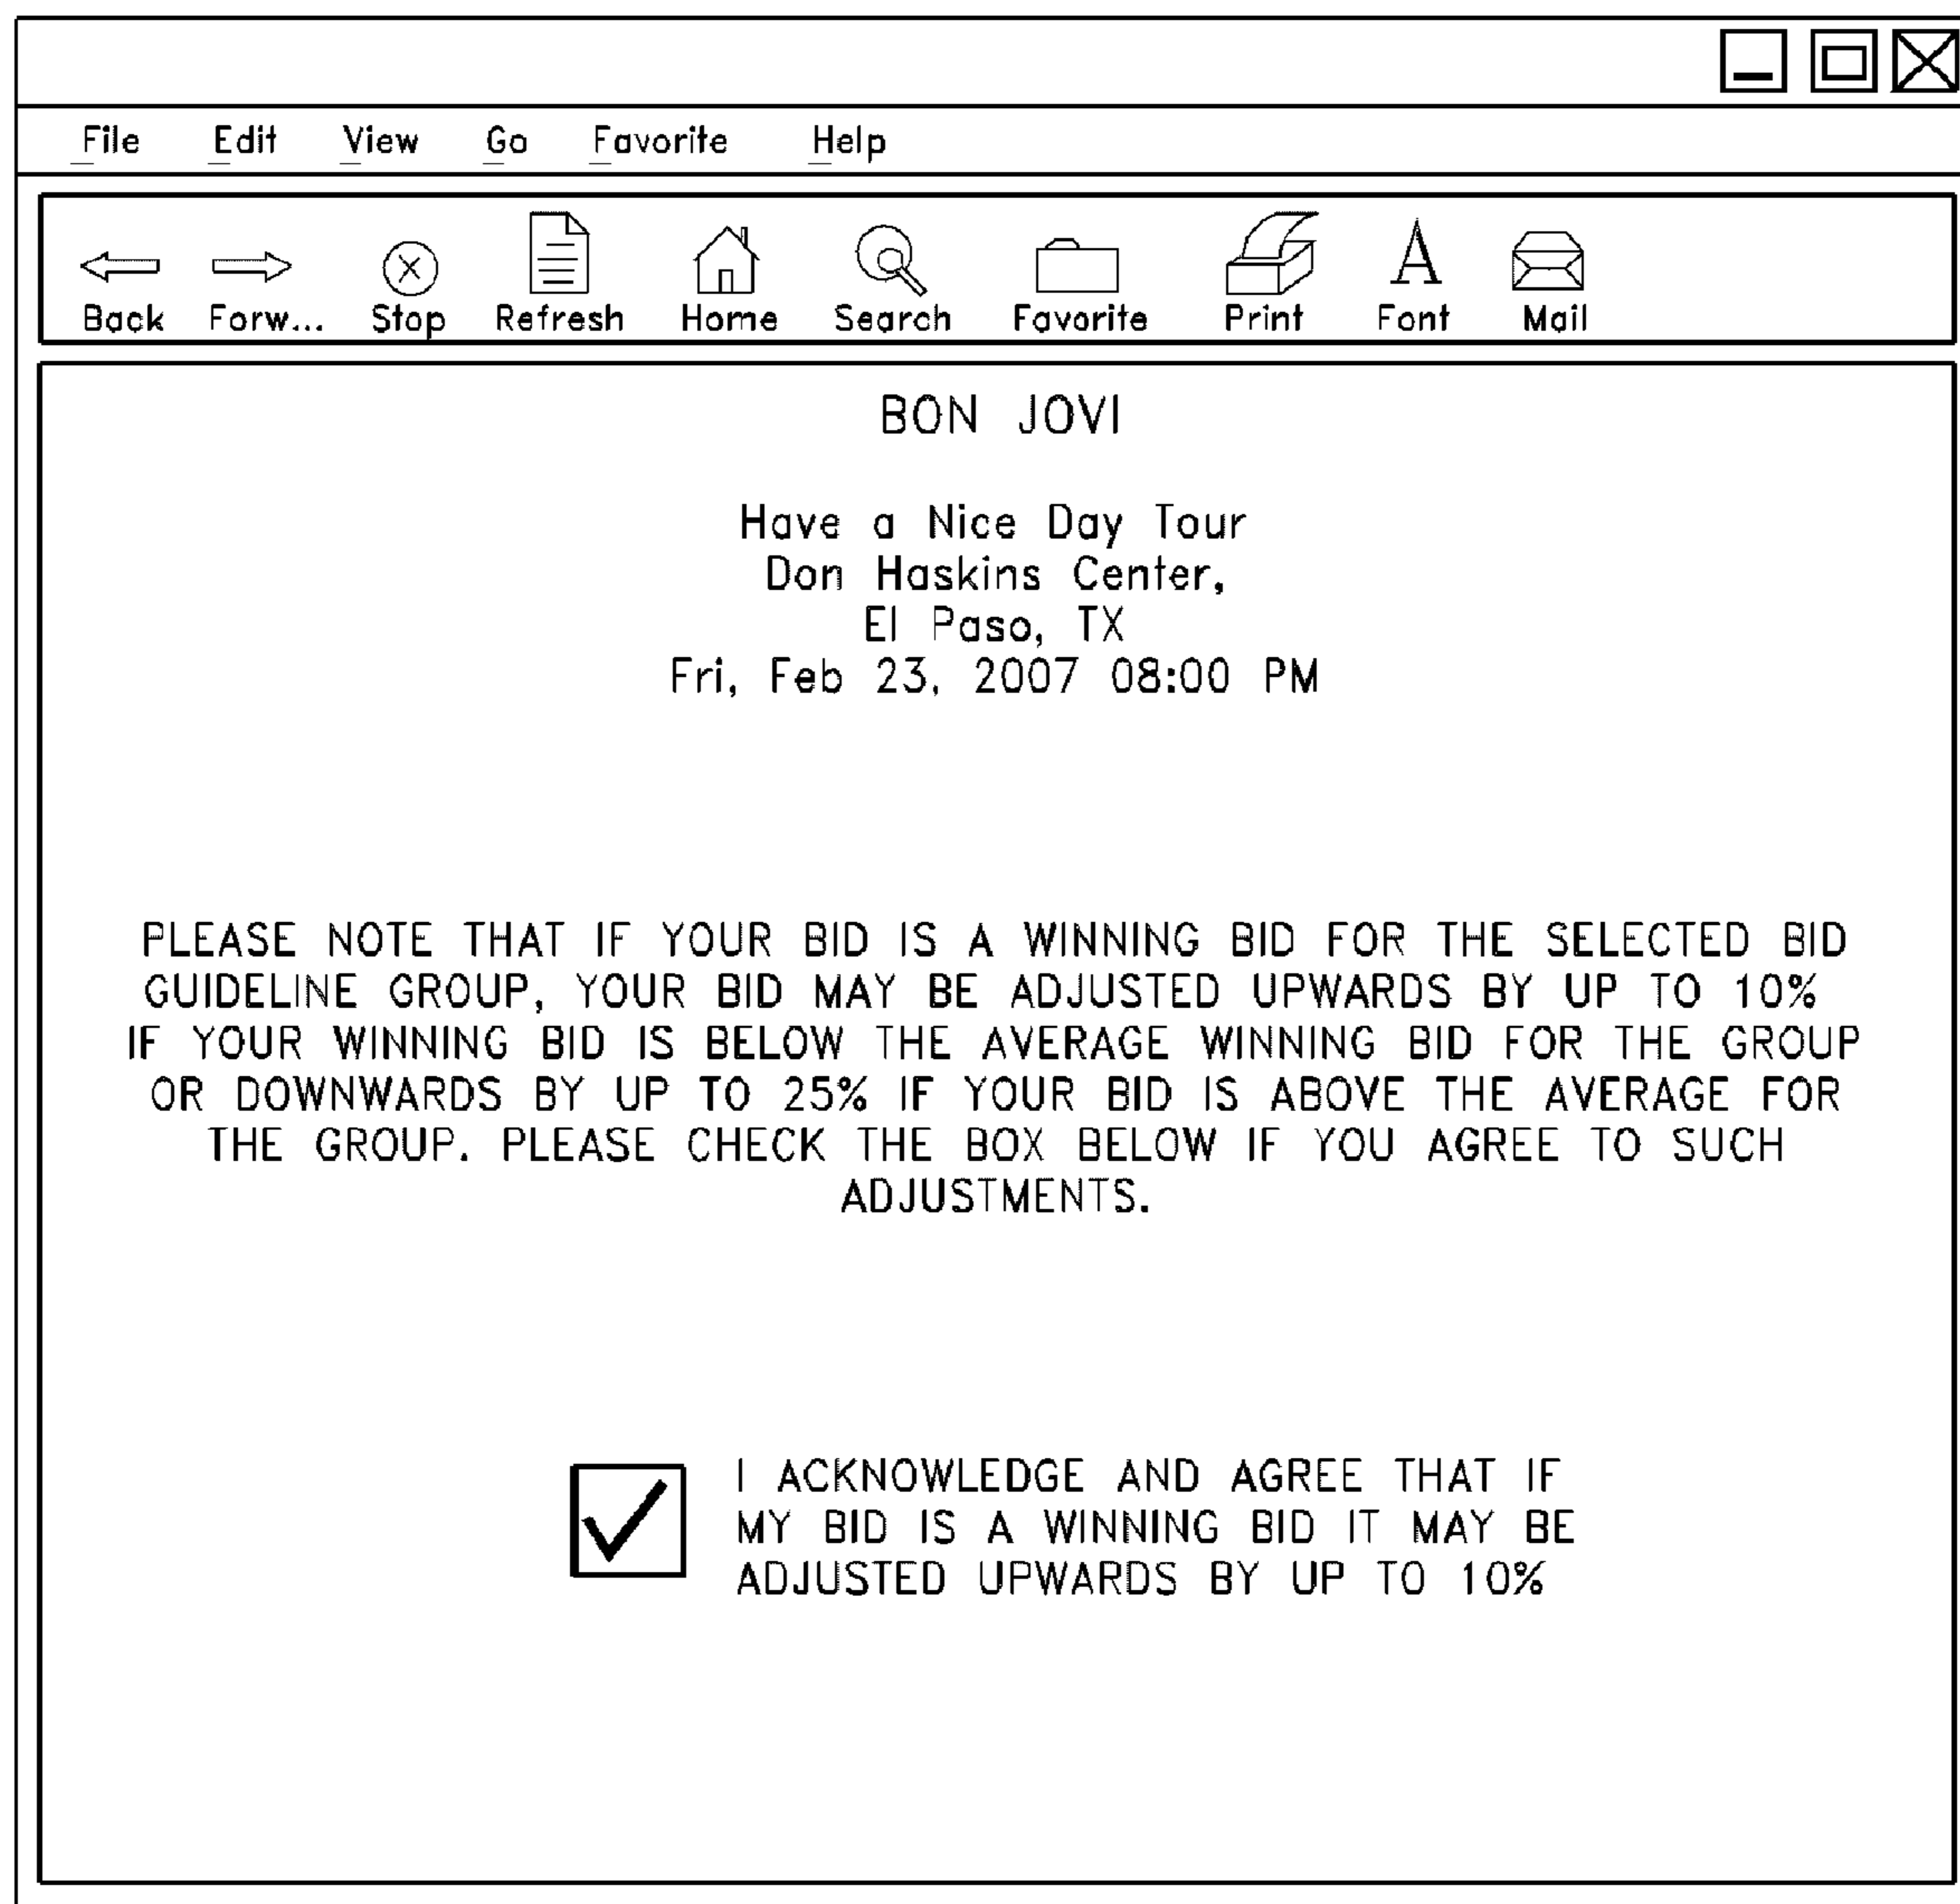 File Edit View Go Favorite Help
Back Forw... Stop Refresh Home Search Favorite Print Font Mail
BON JOVI
Have a Nice Day Tour
Don Haskins Center,
El Paso, TX
Fri, Feb 23, 2007 08:00 PM
PLEASE NOTE THAT IF YOUR BID IS A WINNING BID FOR THE SELECTED BID
GUIDELINE GROUP, YOUR BID MAY BE ADJUSTED UPWARDS BY UP TO 10%
IF YOUR WINNING BID IS BELOW THE AVERAGE WINNING BID FOR THE GROUP
OR DOWNWARDS BY UP TO 25% IF YOUR BID IS ABOVE THE AVERAGE FOR
THE GROUP. PLEASE CHECK THE BOX BELOW IF YOU AGREE TO SUCH
ADJUSTMENTS.
I ACKNOWLEDGE AND AGREE THAT IF
MY BID IS A WINNING BID IT MAY BE
ADJUSTED UPWARDS BY UP TO 10%